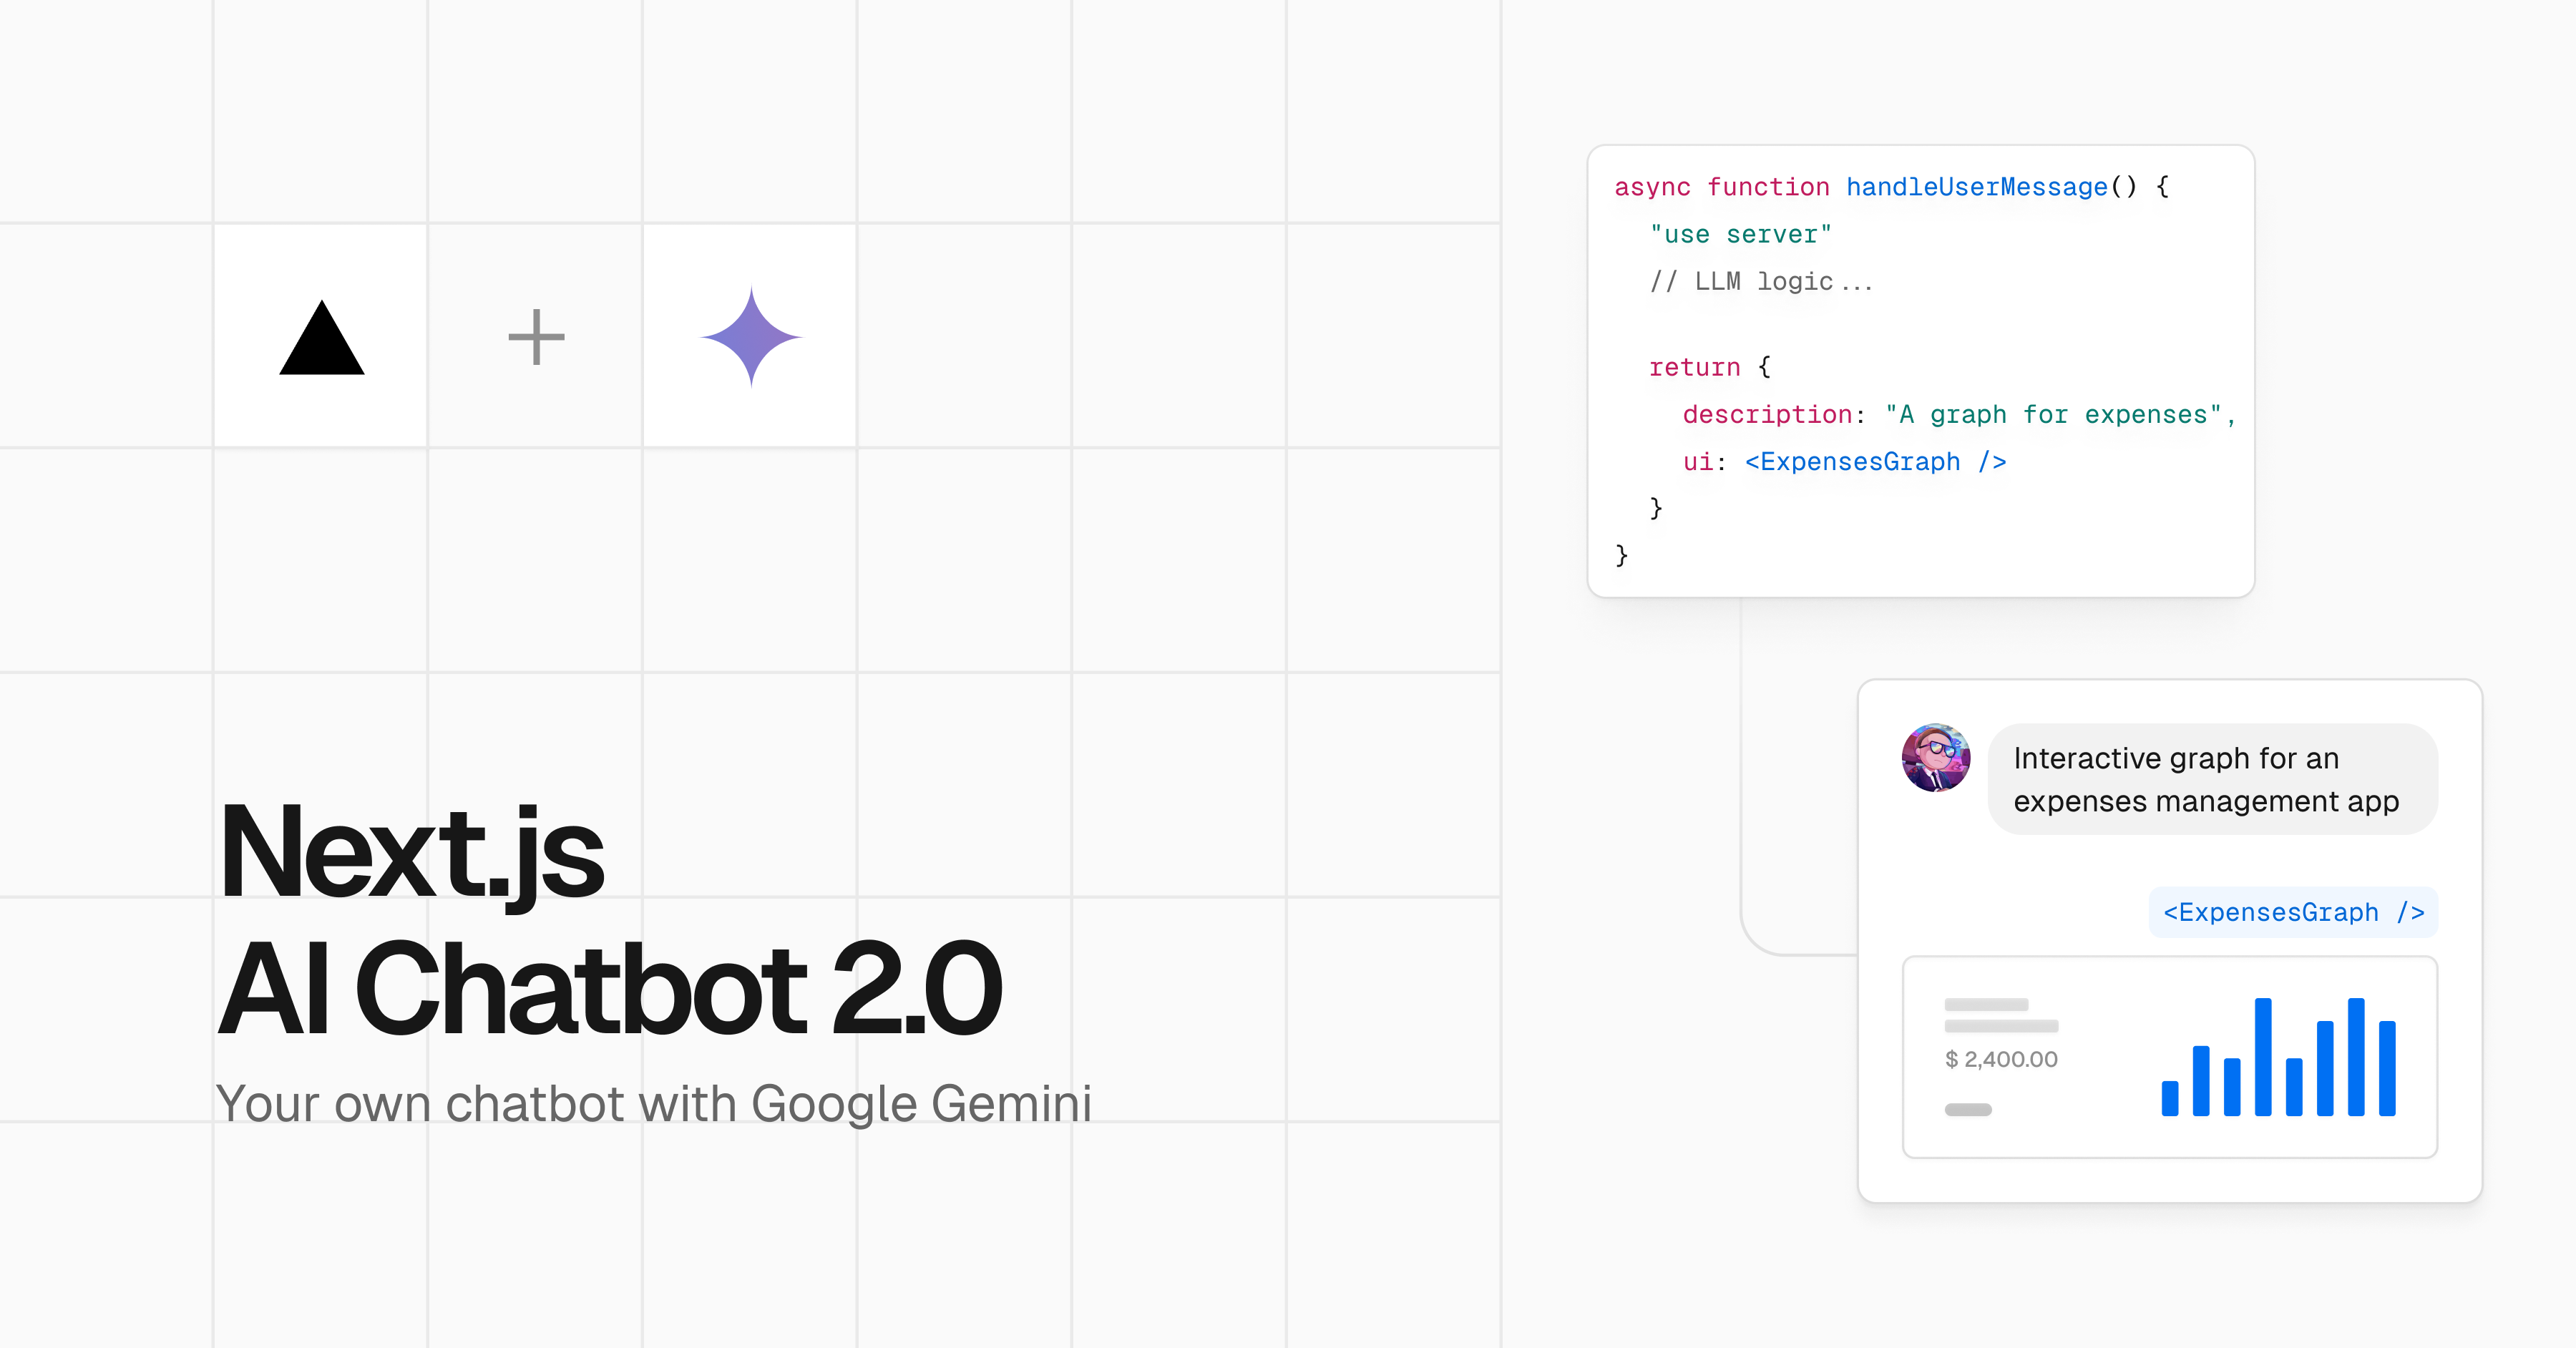 Next.js
AI Chatbot 2.0
Your own chatbot with Google Gemini
async function handleUserMessage() {
"use server"
// LLM logic...
return {
description: "A graph for expenses",
ui: <ExpensesGraph />
}
}
Interactive graph for an
expenses management app
<ExpensesGraph />
$ 2,400.00